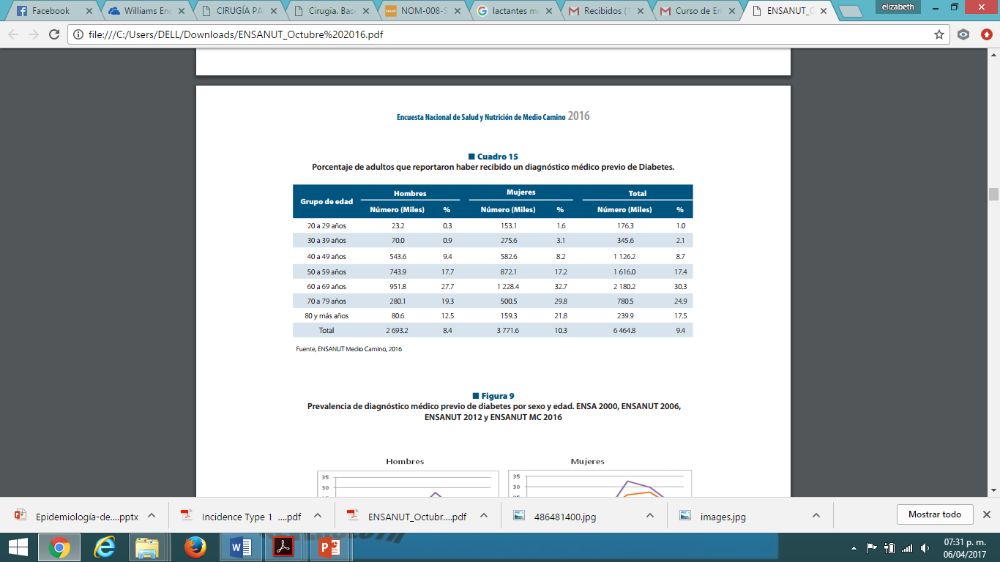 Facebook
Williams En
CIRUGÍA PA
Cirugia. Bas
NOM-008-S
lactantes m
Recibidos (1
Curso de En
ENSANUT_O
elizabeth
file:///C:/Users/DELL/Downloads/ENSANUT_Octubre%202016.pdf
Encuesta Nacional de Salud y Nutrición de Medio Camino 2016
Cuadro 15
Porcentaje de adultos que reportaron haber recibido un diagnóstico médico previo de Diabetes.
Grupo de edad Hombres Mujeres Total
Número (Miles) % Número (Miles) % Número (Miles) %
20 a 29 años 23.2 0.3 153.1 1.6 176.3 1.0
30 a 39 años 70.0 0.9 275.6 3.1 345.6 2.1
40 a 49 años 543.6 9.4 582.6 8.2 1 126.2 8.7
50 a 59 años 743.9 17.7 872.1 17.2 1 616.0 17.4
60 a 69 años 951.8 27.7 1 228.4 32.7 2 180.2 30.3
70 a 79 años 280.1 19.3 500.5 29.8 780.5 24.9
80 y más años 80.6 12.5 159.3 21.8 239.9 17.5
Total 2 693.2 8.4 3 771.6 10.3 6 464.8 9.4
Fuente, ENSANUT Medio Camino, 2016
Figura 9
Prevalencia de diagnóstico médico previo de diabetes por sexo y edad. ENSA 2000, ENSANUT 2006,
ENSANUT 2012 y ENSANUT MC 2016
Hombres Mujeres
35 35
30 30
Epidemiología-de....pptx
Incidence Type 1 ....pdf
ENSANUT_Octubr....pdf
486481400.jpg
images.jpg
Mostrar todo
07:31 p. m.
06/04/2017